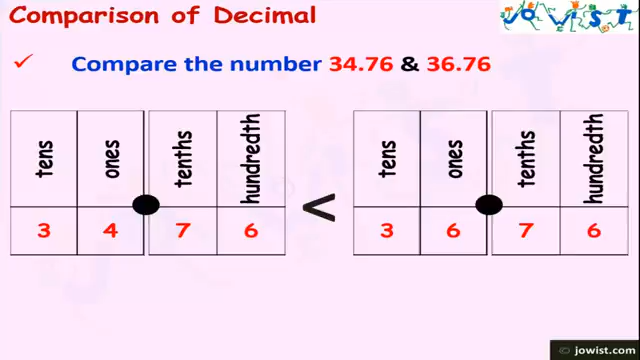 Comparison of Decimal
JOWIST
✓ Compare the number 34.76 & 36.76
tens ones tenths hundredth tens ones tenths hundredth
3 4 7 6 < 3 6 7 6
jowist.com